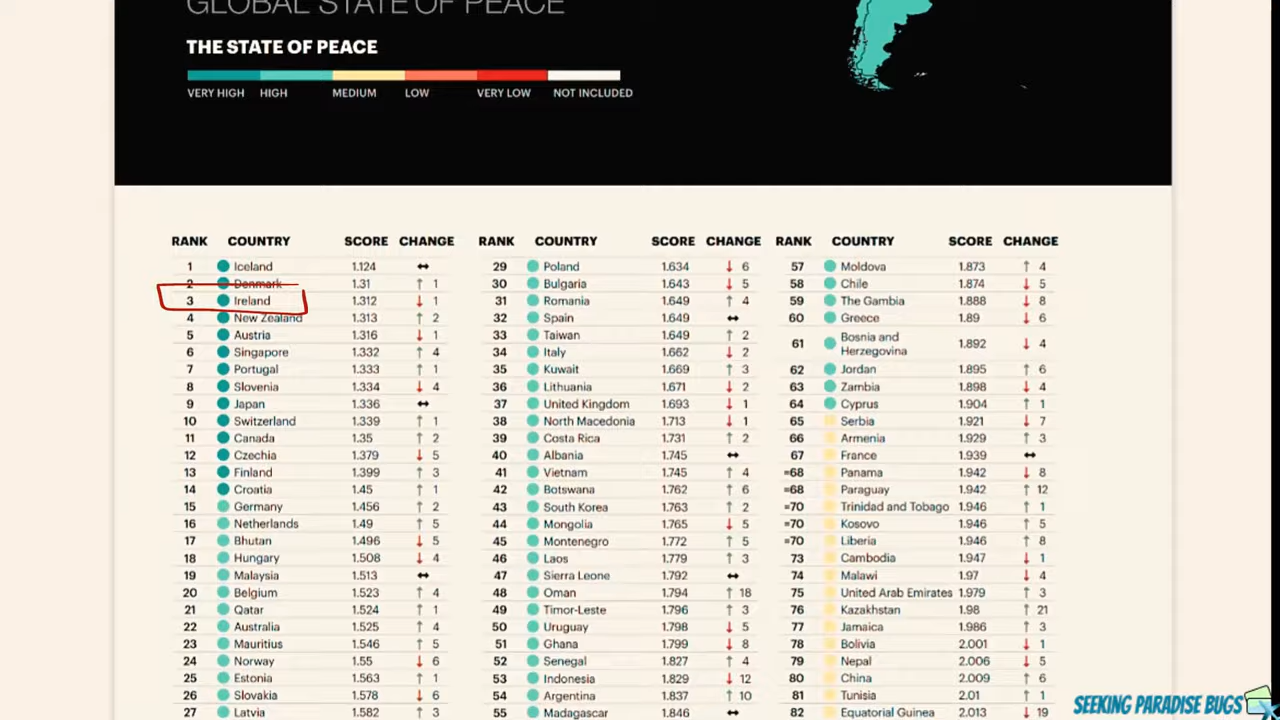 GLOBAL STATE OF PEACE
THE STATE OF PEACE
VERY HIGH HIGH MEDIUM LOW VERY LOW NOT INCLUDED
RANK COUNTRY SCORE CHANGE RANK COUNTRY SCORE CHANGE RANK COUNTRY SCORE CHANGE
1 Iceland 1.124 ↔ 29 Poland 1.634 ↓ 6 57 Moldova 1.873 ↑ 4
2 Denmark 1.31 ↑ 1 30 Bulgaria 1.643 ↓ 5 58 Chile 1.874 ↓ 5
3 Ireland 1.312 ↓ 1 31 Romania 1.649 ↑ 4 59 The Gambia 1.888 ↓ 8
4 New Zealand 1.313 ↑ 2 32 Spain 1.649 ↔ 60 Greece 1.89 ↓ 6
5 Austria 1.316 ↓ 1 33 Taiwan 1.649 ↑ 2 61 Bosnia and Herzegovina 1.892 ↓ 4
6 Singapore 1.332 ↑ 4 34 Italy 1.662 ↓ 2
7 Portugal 1.333 ↑ 1 35 Kuwait 1.669 ↑ 3 62 Jordan 1.895 ↑ 6
8 Slovenia 1.334 ↓ 4 36 Lithuania 1.671 ↓ 2 63 Zambia 1.898 ↓ 4
9 Japan 1.336 ↔ 37 United Kingdom 1.693 ↓ 1 64 Cyprus 1.904 ↑ 1
10 Switzerland 1.339 ↑ 1 38 North Macedonia 1.713 ↓ 1 65 Serbia 1.921 ↓ 7
11 Canada 1.35 ↑ 2 39 Costa Rica 1.731 ↑ 2 66 Armenia 1.929 ↑ 3
12 Czechia 1.379 ↓ 5 40 Albania 1.745 ↔ 67 France 1.939 ↔
13 Finland 1.399 ↑ 3 41 Vietnam 1.745 ↑ 4 =68 Panama 1.942 ↓ 8
14 Croatia 1.45 ↑ 1 42 Botswana 1.762 ↑ 6 =68 Paraguay 1.942 ↑ 12
15 Germany 1.456 ↑ 2 43 South Korea 1.763 ↑ 2 =70 Trinidad and Tobago 1.946 ↑ 1
16 Netherlands 1.49 ↑ 5 44 Mongolia 1.765 ↓ 5 =70 Kosovo 1.946 ↑ 5
17 Bhutan 1.496 ↓ 5 45 Montenegro 1.772 ↑ 5 =70 Liberia 1.946 ↑ 8
18 Hungary 1.508 ↓ 4 46 Laos 1.779 ↑ 3 73 Cambodia 1.947 ↓ 1
19 Malaysia 1.513 ↔ 47 Sierra Leone 1.792 ↔ 74 Malawi 1.97 ↓ 4
20 Belgium 1.523 ↑ 4 48 Oman 1.794 ↑ 18 75 United Arab Emirates 1.979 ↑ 3
21 Qatar 1.524 ↑ 1 49 Timor-Leste 1.796 ↑ 3 76 Kazakhstan 1.98 ↑ 21
22 Australia 1.525 ↑ 4 50 Uruguay 1.798 ↓ 5 77 Jamaica 1.986 ↑ 3
23 Mauritius 1.546 ↑ 5 51 Ghana 1.799 ↓ 8 78 Bolivia 2.001 ↓ 1
24 Norway 1.55 ↓ 6 52 Senegal 1.827 ↑ 4 79 Nepal 2.006 ↓ 5
25 Estonia 1.563 ↑ 1 53 Indonesia 1.829 ↓ 12 80 China 2.009 ↑ 6
26 Slovakia 1.578 ↓ 6 54 Argentina 1.837 ↑ 10 81 Tunisia 2.01 ↑ 1
27 Latvia 1.582 ↑ 3 55 Madagascar 1.846 ↔ 82 Equatorial Guinea 2.013 ↓ 19
SEEKING PARADISE BUGS